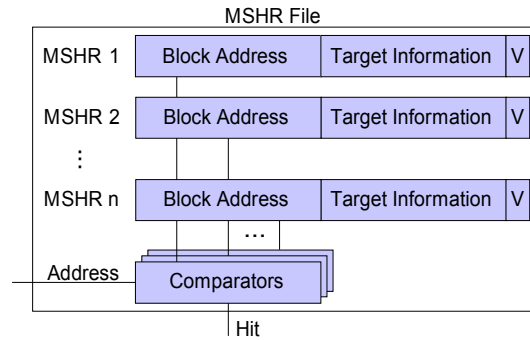 MSHR File
MSHR 1 Block Address Target Information V
MSHR 2 Block Address Target Information V
⋮
MSHR n Block Address Target Information V
...
Address Comparators
Hit